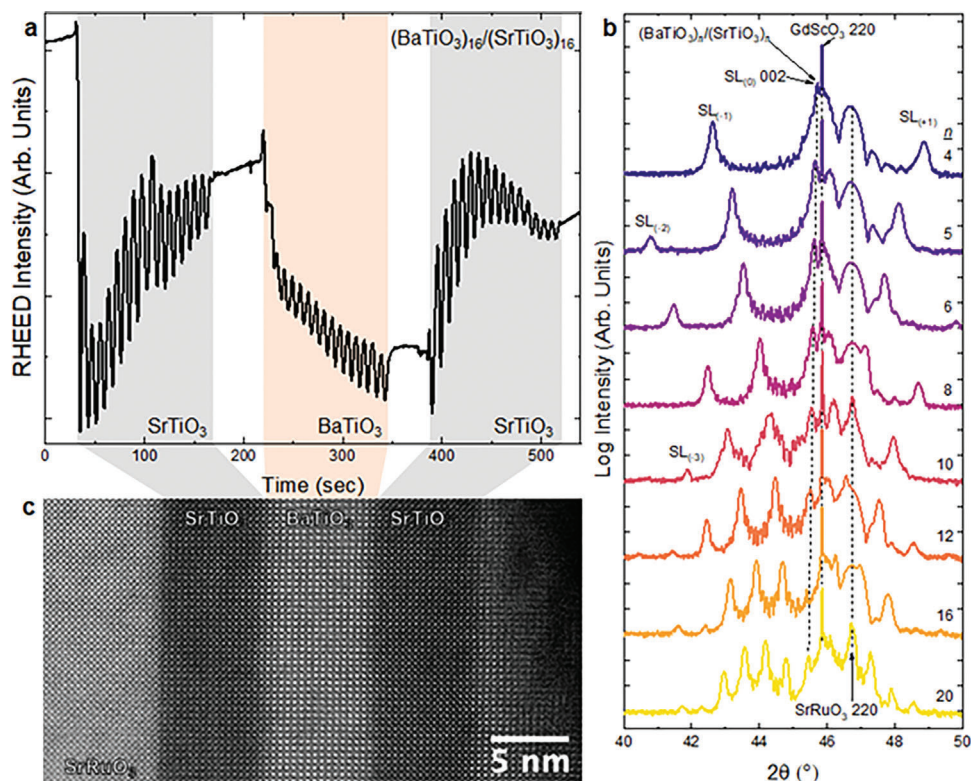 a
(BaTiO3)16/(SrTiO3)16
RHEED Intensity (Arb. Units)
SrTiO3
BaTiO3
SrTiO3
0 100 200 300 400 500
Time (sec)
b
GdScO3 220
(BaTiO3)n/(SrTiO3)n
SL(0) 002
SL(-1)
SL(+1)
n
4
SL(-2)
5
6
8
SL(-3)
10
12
16
20
SrRuO3 220
Log Intensity (Arb. Units)
40 42 44 46 48 50
2θ (°)
c
SrTiO
BaTiO3
SrTiO
SrRuO3
5 nm